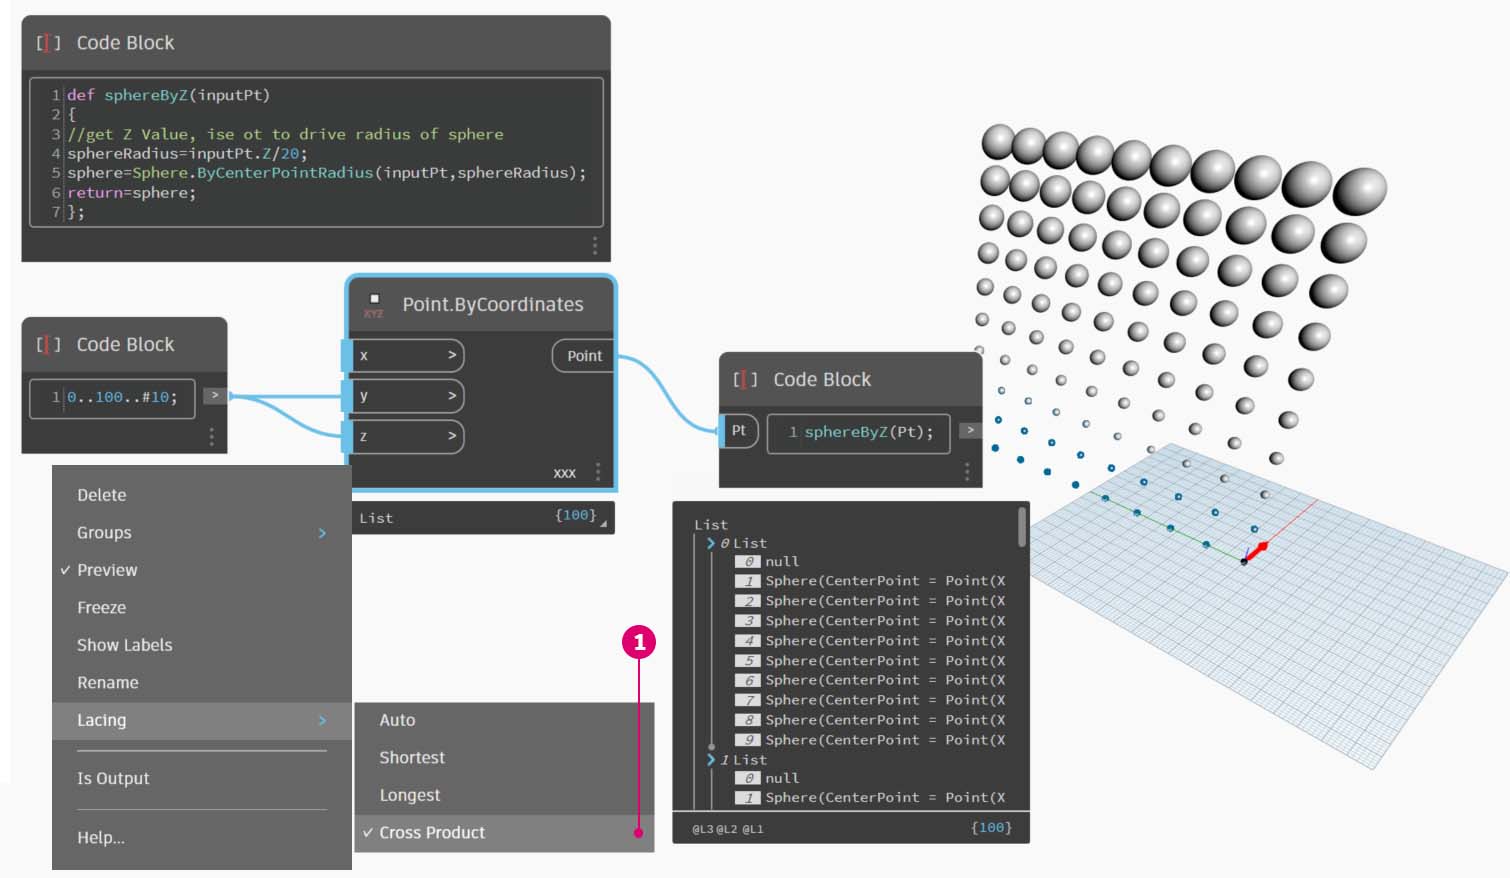 [ ] Code Block
1 def sphereByZ(inputPt)
2 {
3 //get Z Value, ise ot to drive radius of sphere
4 sphereRadius=inputPt.Z/20;
5 sphere=Sphere.ByCenterPointRadius(inputPt,sphereRadius);
6 return=sphere;
7 };
XYZ
Point.ByCoordinates
x >
Point
y >
z >
xxx
List {100}
[ ] Code Block
1 0..100..#10; >
[ ] Code Block
Pt
1 sphereByZ(Pt); >
Delete
Groups >
✓ Preview
Freeze
Show Labels
Rename
Lacing >
Is Output
Help...
1
Auto
Shortest
Longest
✓ Cross Product
List
0 List
0 null
1 Sphere(CenterPoint = Point(X
2 Sphere(CenterPoint = Point(X
3 Sphere(CenterPoint = Point(X
4 Sphere(CenterPoint = Point(X
5 Sphere(CenterPoint = Point(X
6 Sphere(CenterPoint = Point(X
7 Sphere(CenterPoint = Point(X
8 Sphere(CenterPoint = Point(X
9 Sphere(CenterPoint = Point(X
1 List
0 null
1 Sphere(CenterPoint = Point(X
@L3 @L2 @L1 {100}